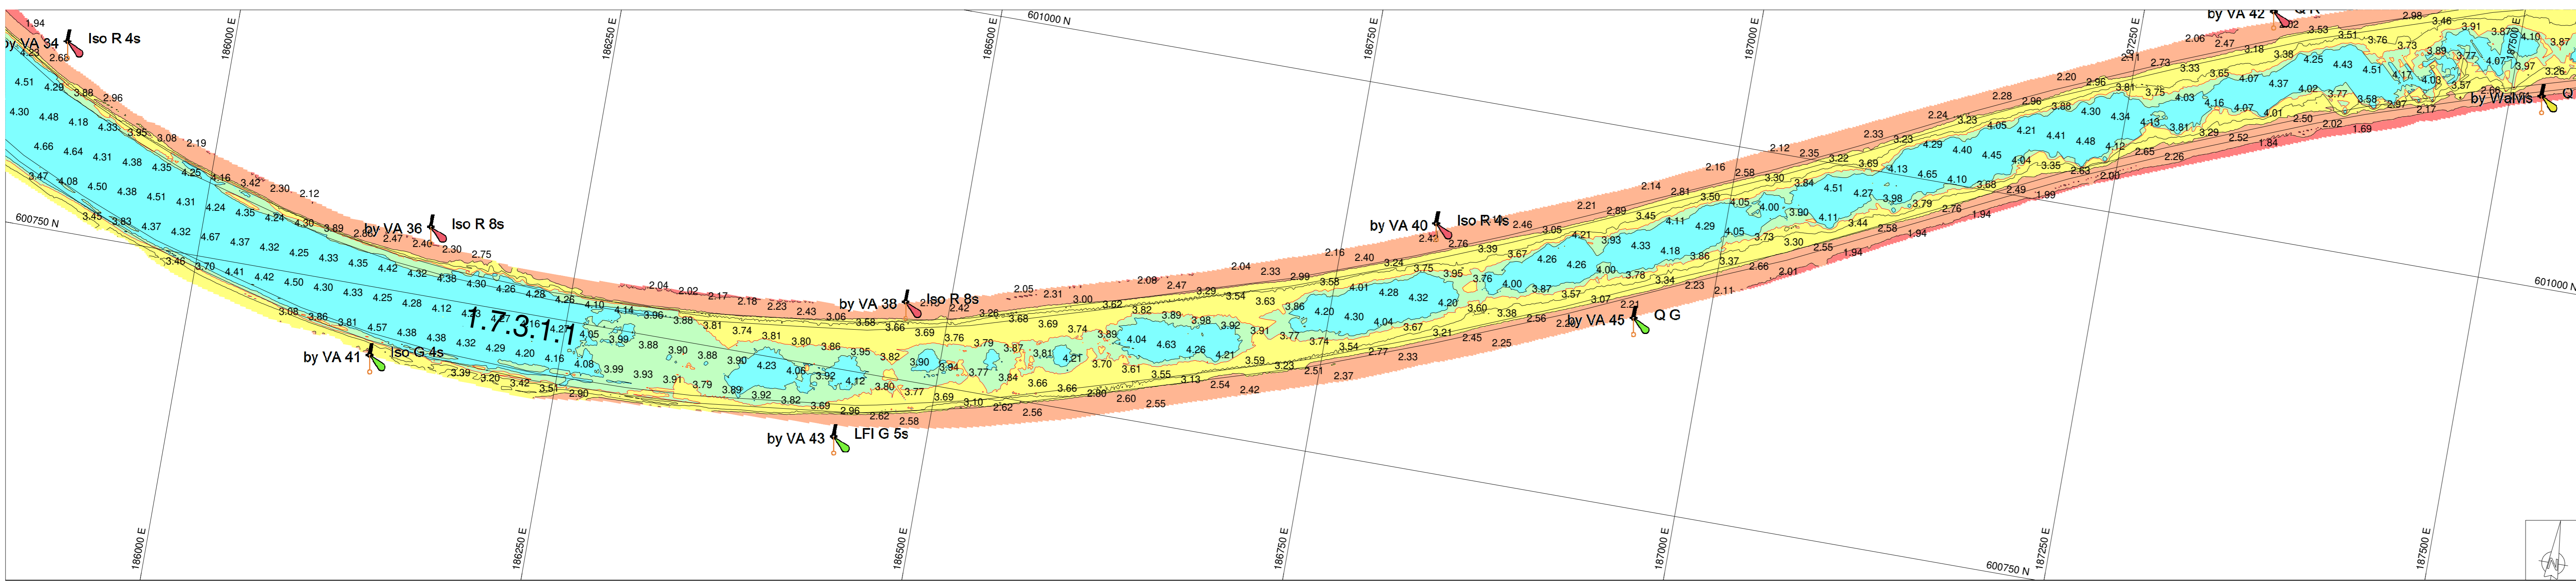 1.94
by VA 34
Iso R 4s
186000 E
186250 E
186500 E
601000 N
186750 E
187000 E
187250 E
by VA 42
Q R
2.02
187500 E
4.23
2.68
4.51 4.29 3.88 2.96
4.30 4.48 4.18 4.33 3.95 3.08 2.19
4.66 4.64 4.31 4.38 4.35 4.25 4.16 3.42 2.30 2.12
3.47 4.08 4.50 4.38 4.51 4.31 4.24 4.35 4.24 4.30 3.89 2.47 2.40 2.30 2.75
600750 N
3.45 3.83 4.37 4.32 4.67 4.37 4.32 4.25 4.33 4.35 4.42 4.32 4.38 4.30 4.26 4.28 4.26 4.10 4.14 3.96 3.88 3.81 3.74 3.81 3.80 3.86 3.95 3.82 3.90 3.94 3.77 3.84 3.66 3.66 2.80 2.60 2.55
3.46 3.70 4.41 4.42 4.50 4.30 4.33 4.25 4.28 4.12 4.05 3.99 3.88 3.90 3.88 3.90 4.23 4.05 3.92 4.12 3.80 3.77 3.69 3.10 2.62 2.56
3.08 3.86 3.81 4.57 4.38 4.38 4.32 4.29 4.20 4.16 4.08 3.99 3.93 3.91 3.79 3.89 3.92 3.82 3.69 2.96 2.62 2.58
3.39 3.20 3.42 3.51 2.90
by VA 36
Iso R 8s
1.7.3.1.1
by VA 41
Iso G 4s
by VA 43
LFl G 5s
by VA 38
Iso R 8s
2.04 2.02 2.17 2.18 2.23 2.43 3.06 3.58 3.66 3.69 3.76 3.79 3.87 3.81 4.21 3.70 3.61 3.55 3.13 2.54 2.42
2.42 3.26 3.68 3.69 3.74 3.89 4.04 4.63 4.26 4.21 3.59 3.23 2.51 2.37
2.05 2.31 3.00 3.62 3.82 3.89 3.98 3.92 3.91 3.77 3.74 3.54 2.77 2.33
2.08 2.47 3.29 3.54 3.63 3.86 4.20 4.30 4.04 3.67 3.21 2.45 2.25
2.04 2.33 2.99 3.58 4.01 4.28 4.32 4.20 3.60 3.38 2.56
2.16 2.40 3.24 3.75 3.95 3.76 4.00 3.87 3.57 3.07 2.21
by VA 40
Iso R 4s
2.42 2.76 3.39 3.67 4.26 4.26 4.00 3.78 3.34 2.23 2.11
2.46 3.05 4.21 3.93 4.33 4.18 3.86 3.37 2.66 2.01
by VA 45
Q G
2.21 2.89 3.45 4.11 4.29 4.05 3.73 3.30 2.55 1.94
2.14 2.81 3.50 4.05 4.00 3.90 4.11 3.44 2.58 1.94
2.16 2.58 3.30 3.84 4.51 4.27 3.98 3.79 2.76 1.94
2.12 2.35 3.22 3.69 4.13 4.65 4.10 3.68 2.49 1.99
2.33 3.23 4.29 4.40 4.45 4.04 3.35 2.63 2.00
2.24 3.23 4.05 4.21 4.41 4.48 4.12 2.65 2.26
2.28 2.96 3.88 4.30 4.34 4.13 3.81 3.29 2.52 1.84
2.20 2.96 3.81 3.75 4.03 4.16 4.07 4.01 2.50 2.02 1.69
2.11 2.73 3.33 3.65 4.07 4.37 4.02 3.77 3.58 2.97 2.17
2.06 2.47 3.18 3.38 4.25 4.43 4.51 4.17 4.03 3.57
3.53 3.51 3.76 3.73 3.89 3.77 4.07 3.97 3.26
2.98 3.46 3.91 3.87 4.10 3.87
by Walvis
Q
601000 N
186000 E
186250 E
186500 E
186750 E
187000 E
600750 N
187250 E
187500 E
N